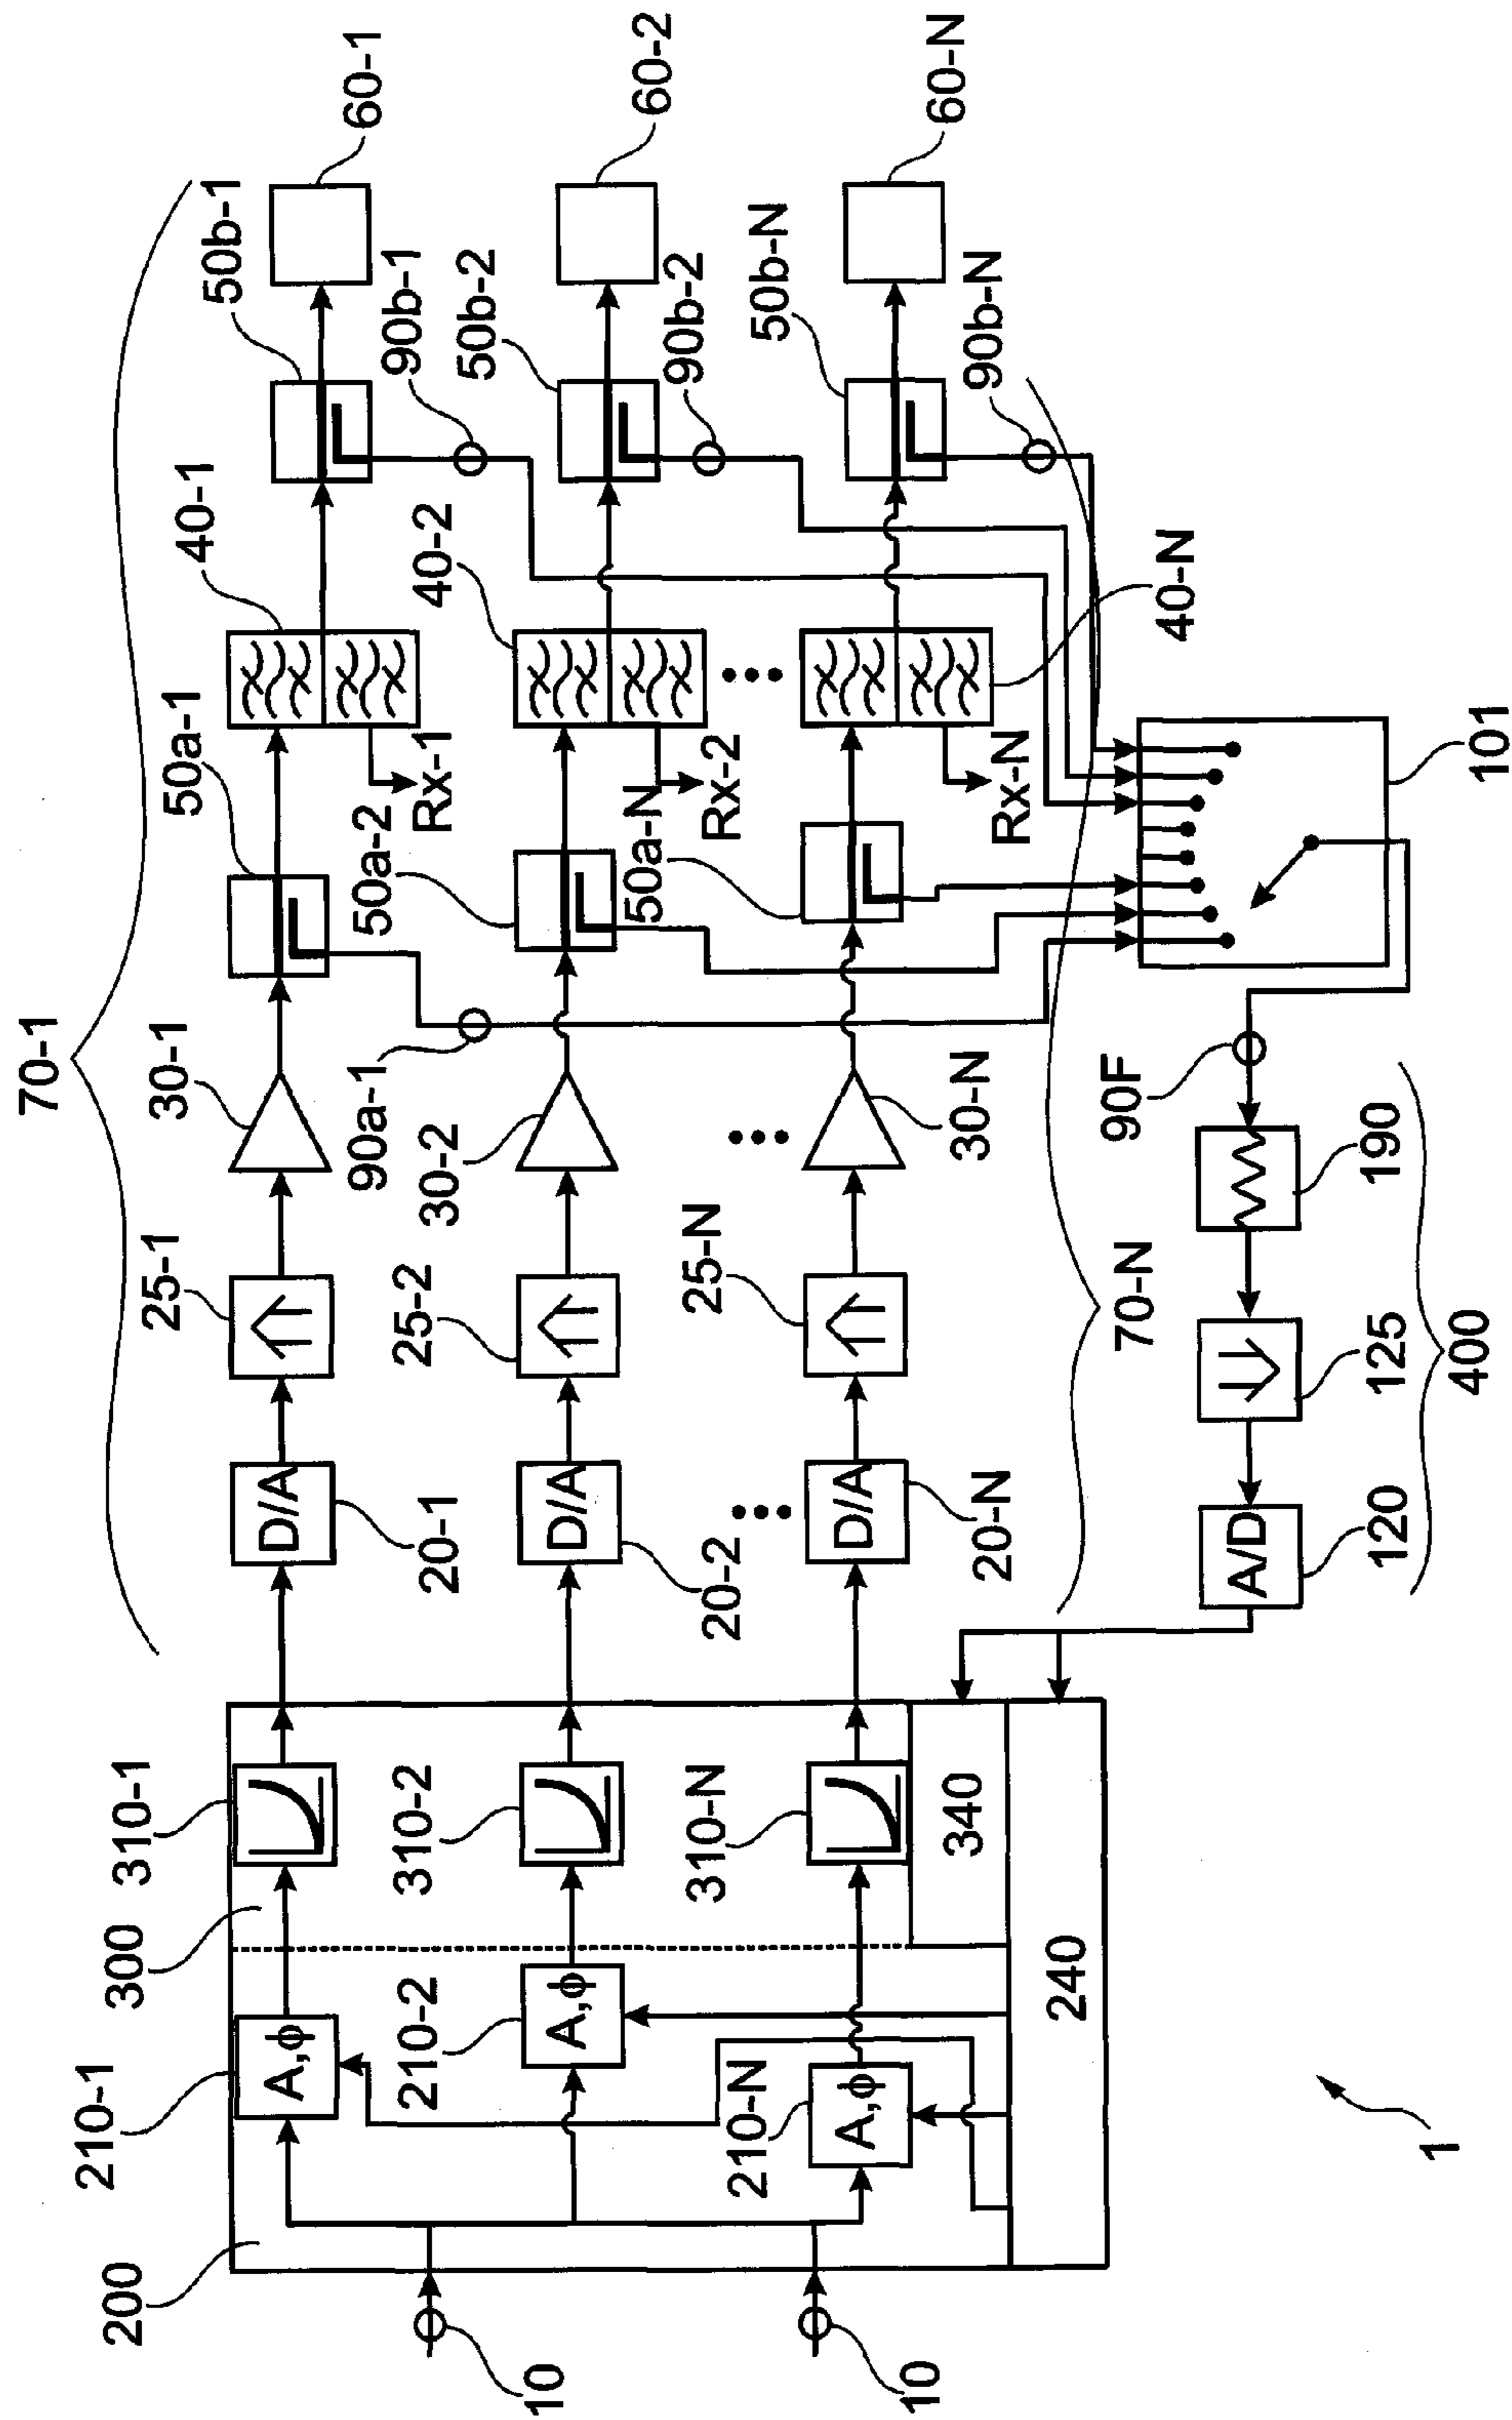 70-1
30-1
50a-1
40-1
50b-1
60-1
25-1
20-1
310-1
300
210-1
200
90a-1
50a-2
Rx-1
90b-1
40-2
50b-2
60-2
30-2
25-2
D/A
20-2
310-2
A,ϕ
210-2
10
50a-N
Rx-2
90b-2
50b-N
60-N
25-N
D/A
20-N
310-N
A,ϕ
210-N
30-N
Rx-N
90b-N
40-N
D/A
A,ϕ
10
340
240
70-N
101
90F
190
125
A/D
120
400
1